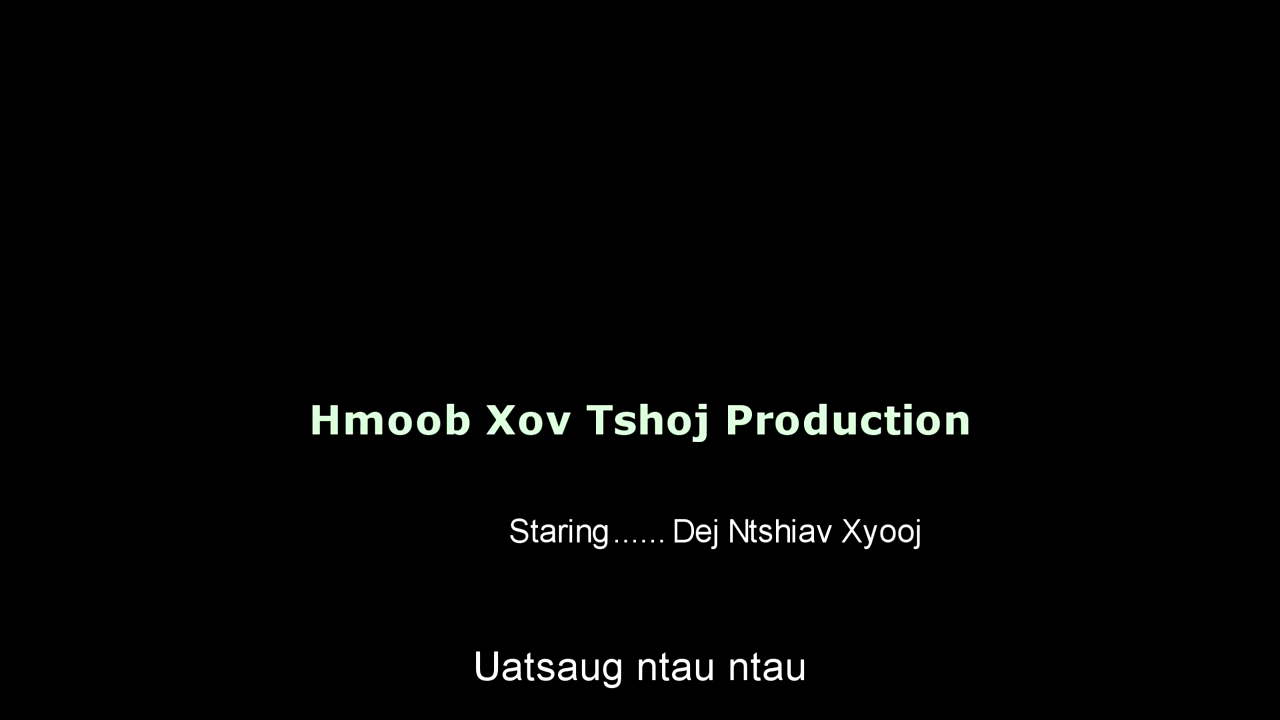 Hmoob Xov Tshoj Production
Staring...... Dej Ntshiav Xyooj
Uatsaug ntau ntau